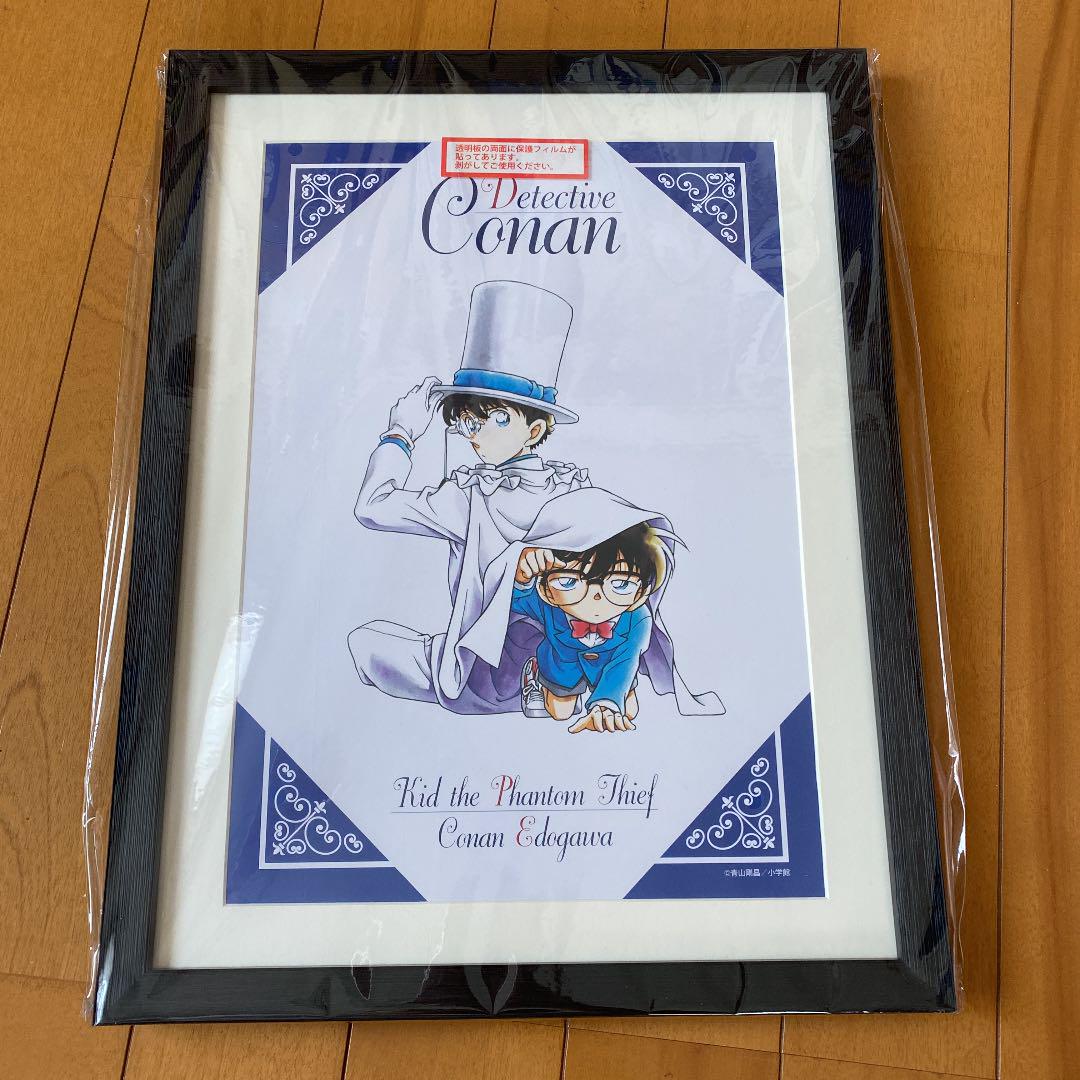 透明板の両面に保護フィルムが
貼ってあります。
剥がしてご使用ください。
Detective
Conan
Kid the Phantom Thief
Conan Edogawa
©青山剛昌／小学館